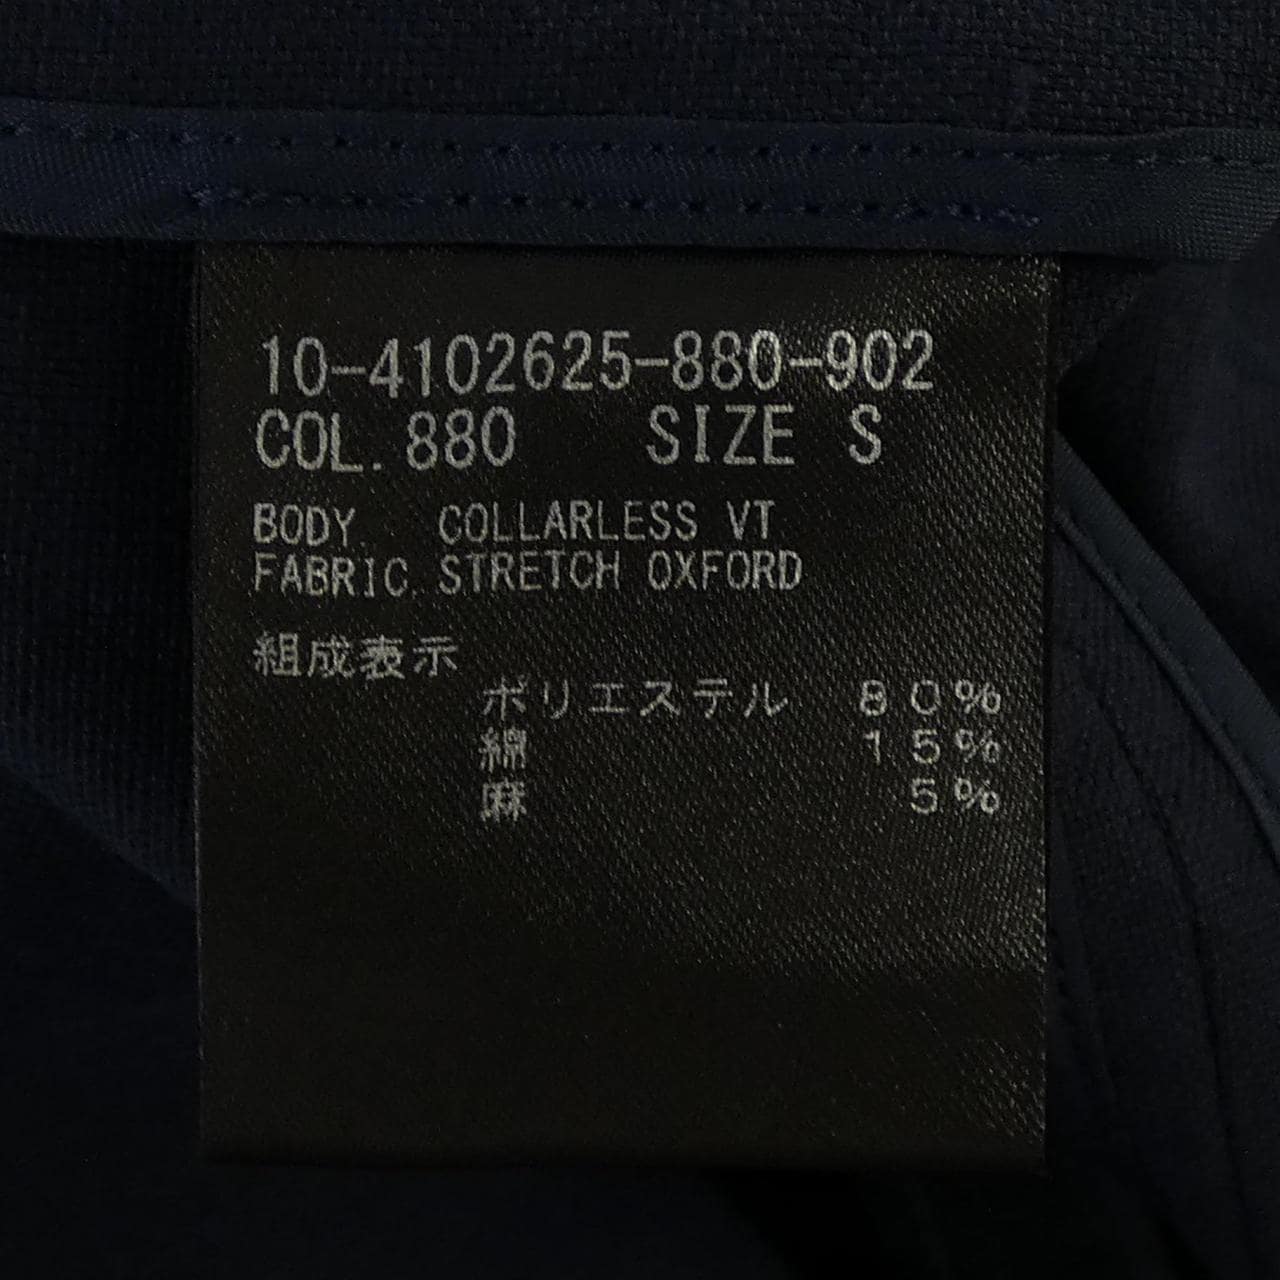 10-4102625-880-902
COL. 880 SIZE S
BODY. COLLARLESS VT
FABRIC. STRETCH OXFORD
組成表示
ポリエステル 80%
綿 15%
麻 5%